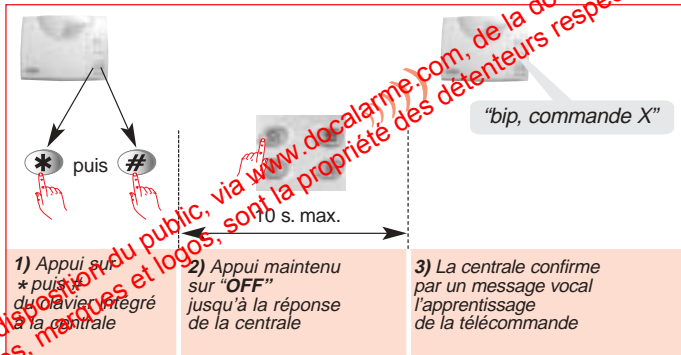 “bip, commande X”
* puis #
10 s. max.
1) Appui sur
* puis #
du clavier intégré
à la centrale
2) Appui maintenu
sur “OFF”
jusqu’à la réponse
de la centrale
3) La centrale confirme
par un message vocal
l’apprentissage
de la télécommande
disposition du public, via www.docalarme.com, de la do
es, marques et logos, sont la propriété des détenteurs respe